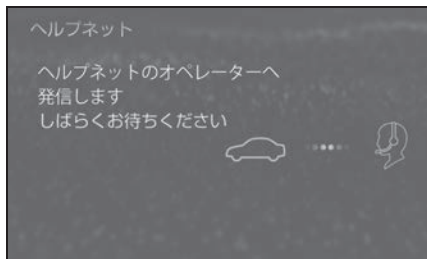 ヘルプネット
ヘルプネットのオペレーターへ
発信します
しばらくお待ちください